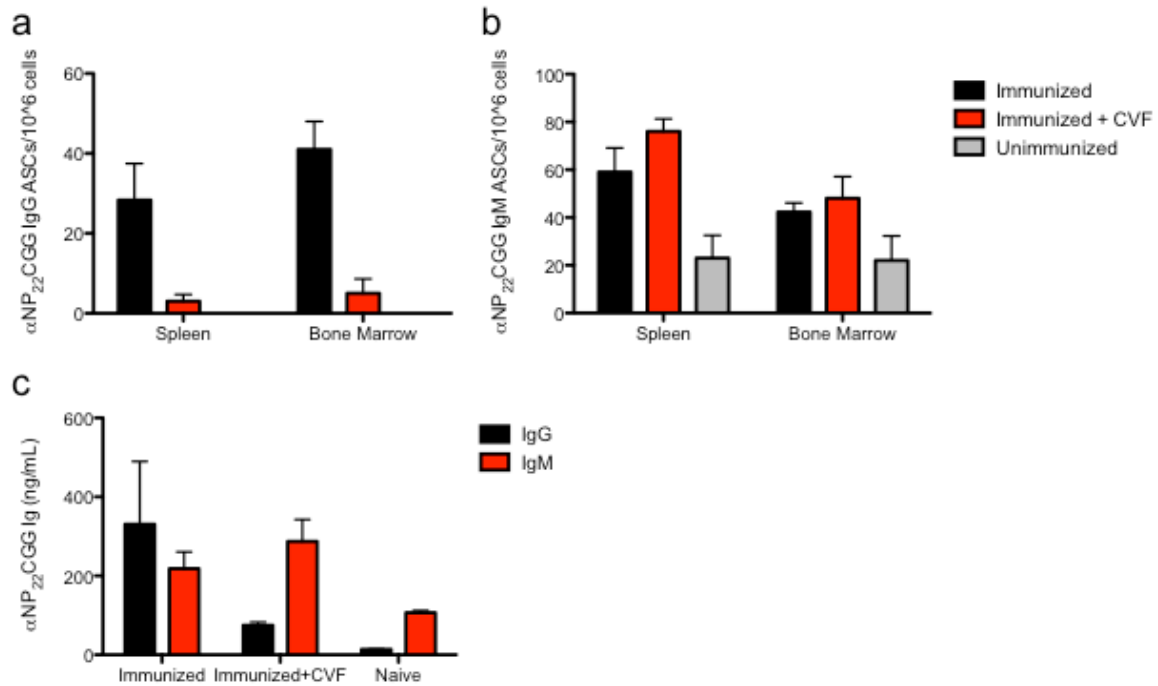 a
αNP22CGG IgG ASCs/10^6 cells
60
40
20
0
Spleen
Bone Marrow
b
αNP22CGG IgM ASCs/10^6 cells
100
80
60
40
20
0
Spleen
Bone Marrow
Immunized
Immunized + CVF
Unimmunized
c
αNP22CGG Ig (ng/mL)
600
400
200
0
Immunized
Immunized+CVF
Naive
IgG
IgM